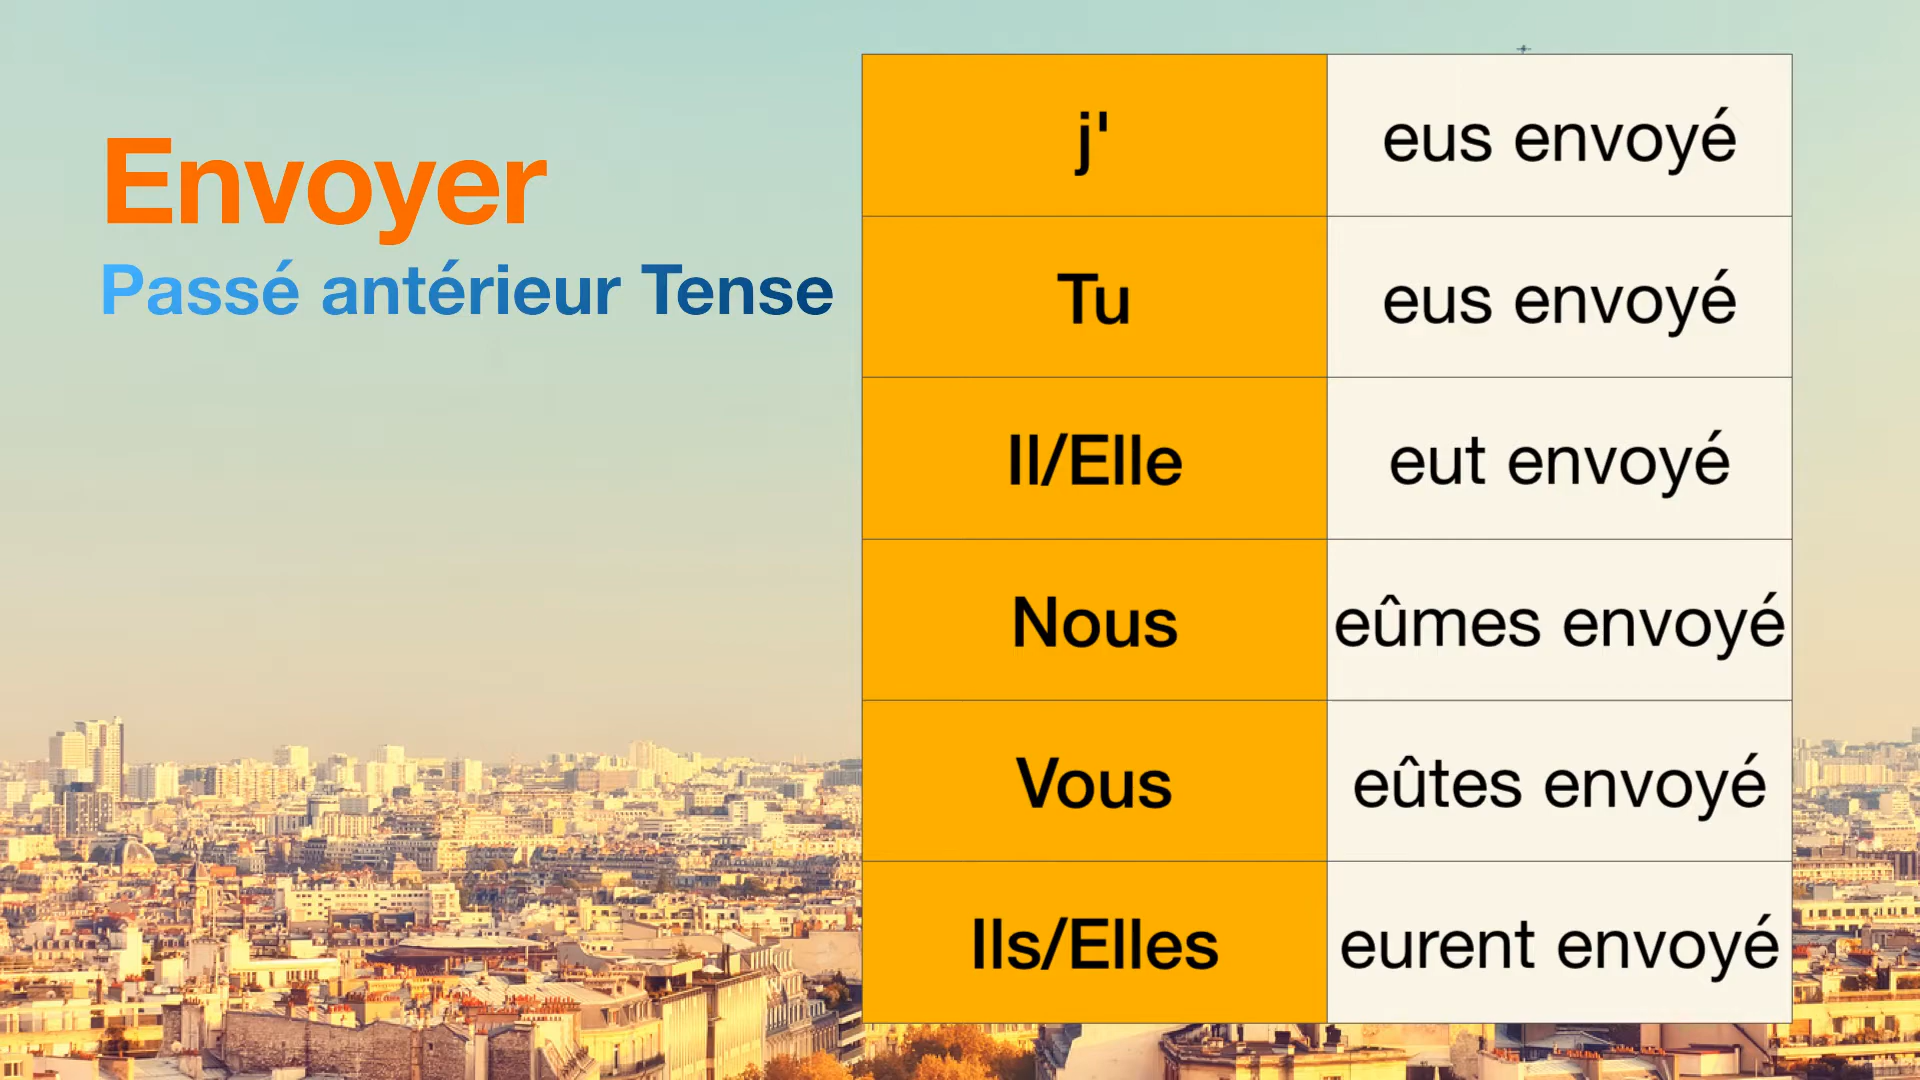 Envoyer
Passé antérieur Tense
j' eus envoyé
Tu eus envoyé
Il/Elle eut envoyé
Nous eûmes envoyé
Vous eûtes envoyé
Ils/Elles eurent envoyé